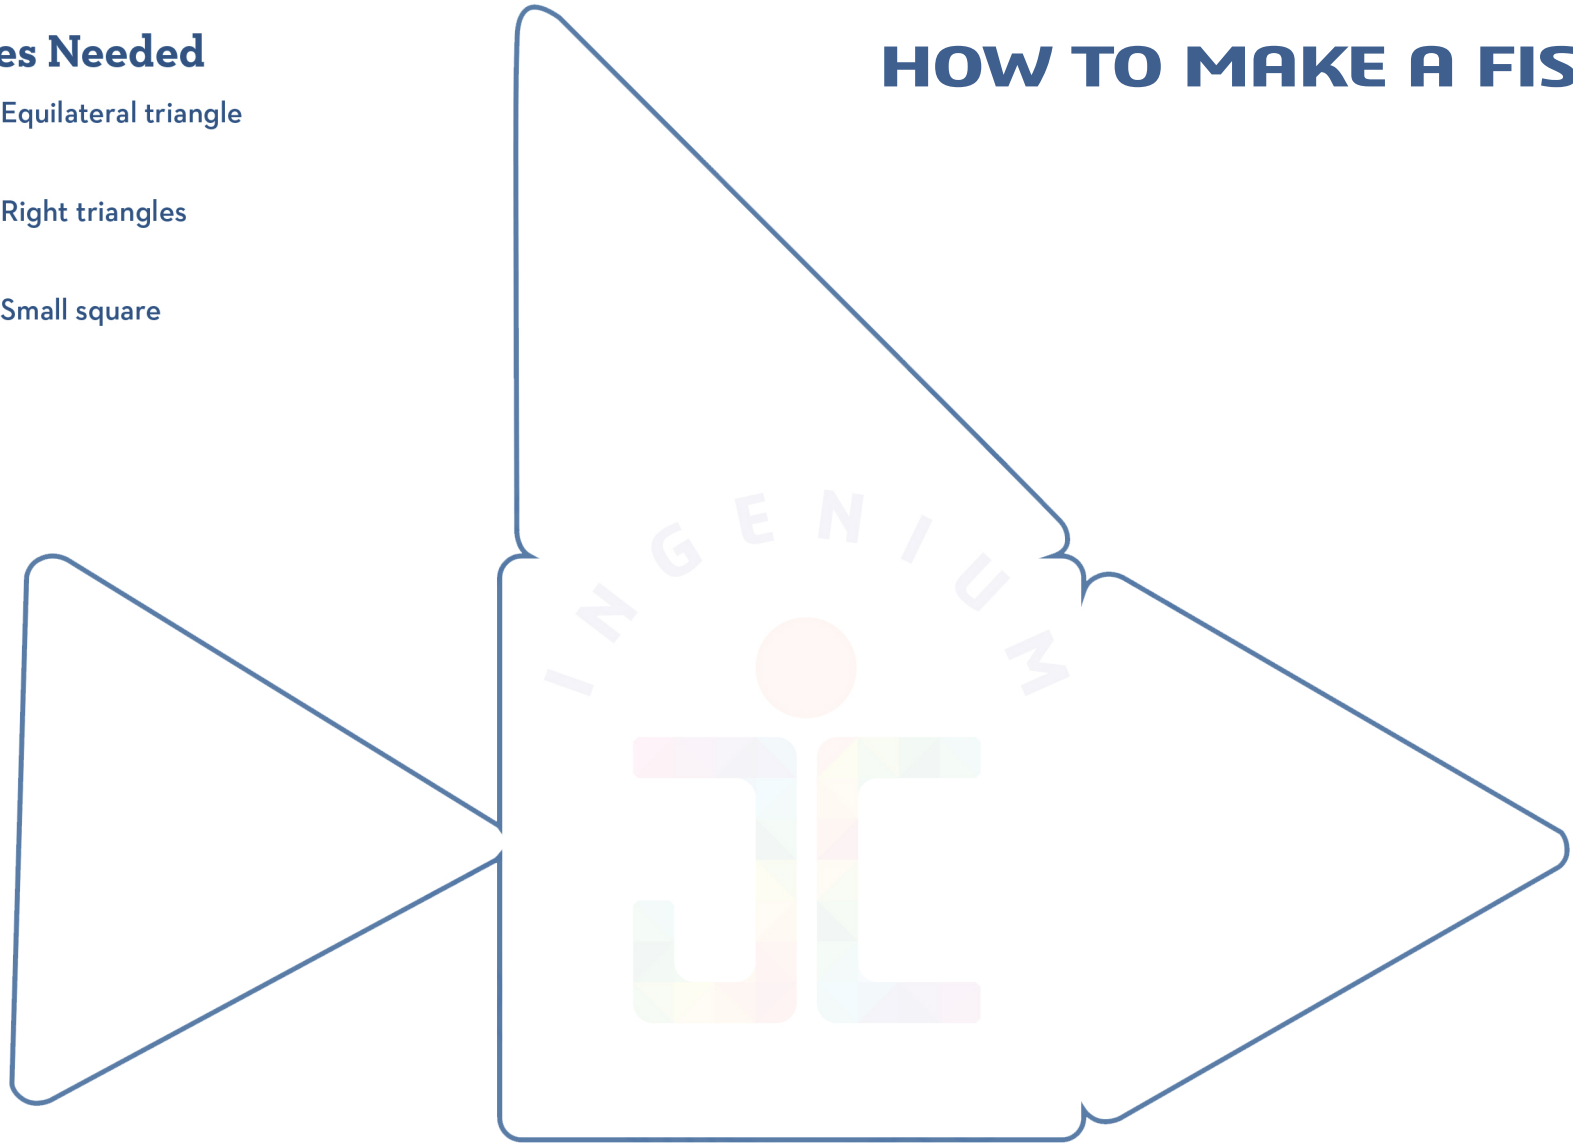 es Needed
HOW TO MAKE A FIS
Equilateral triangle
Right triangles
Small square
INGENIUM